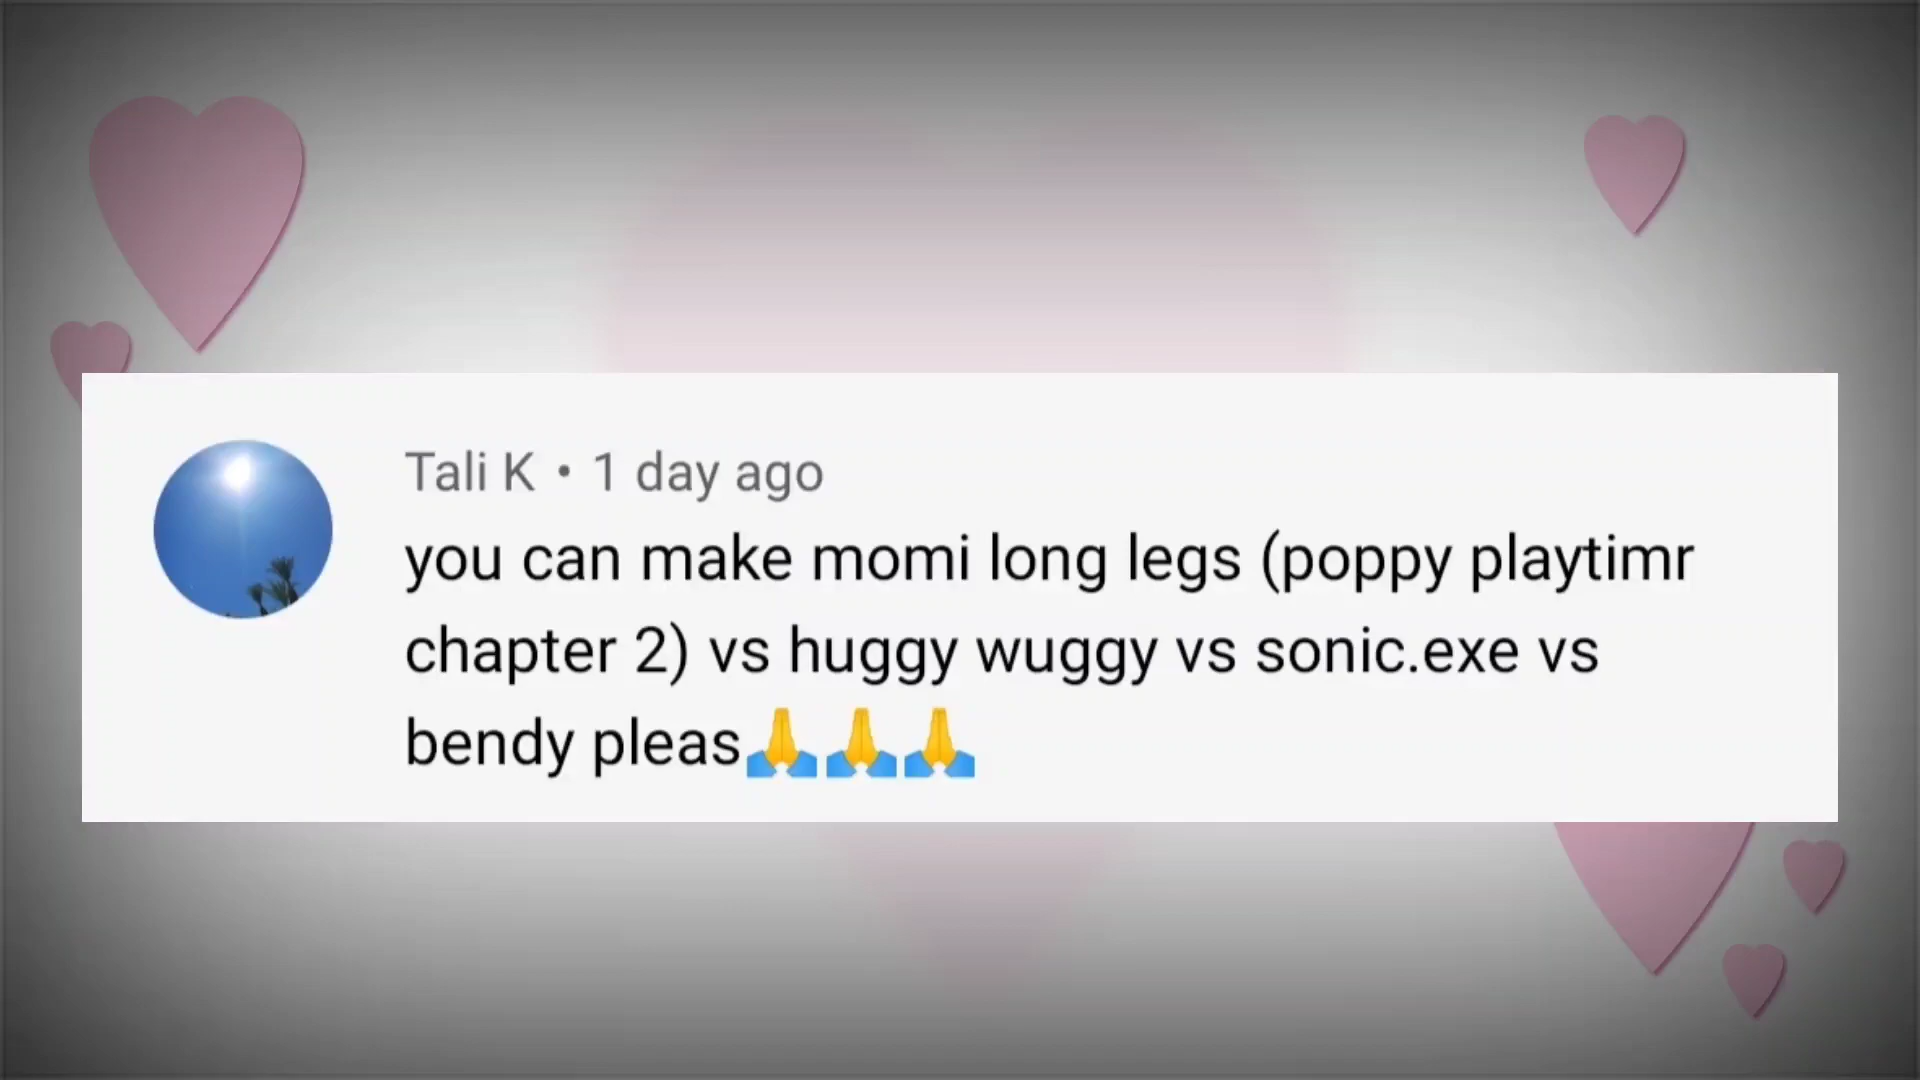 Tali K • 1 day ago
you can make momi long legs (poppy playtimr
chapter 2) vs huggy wuggy vs sonic.exe vs
bendy pleas🙏🙏🙏